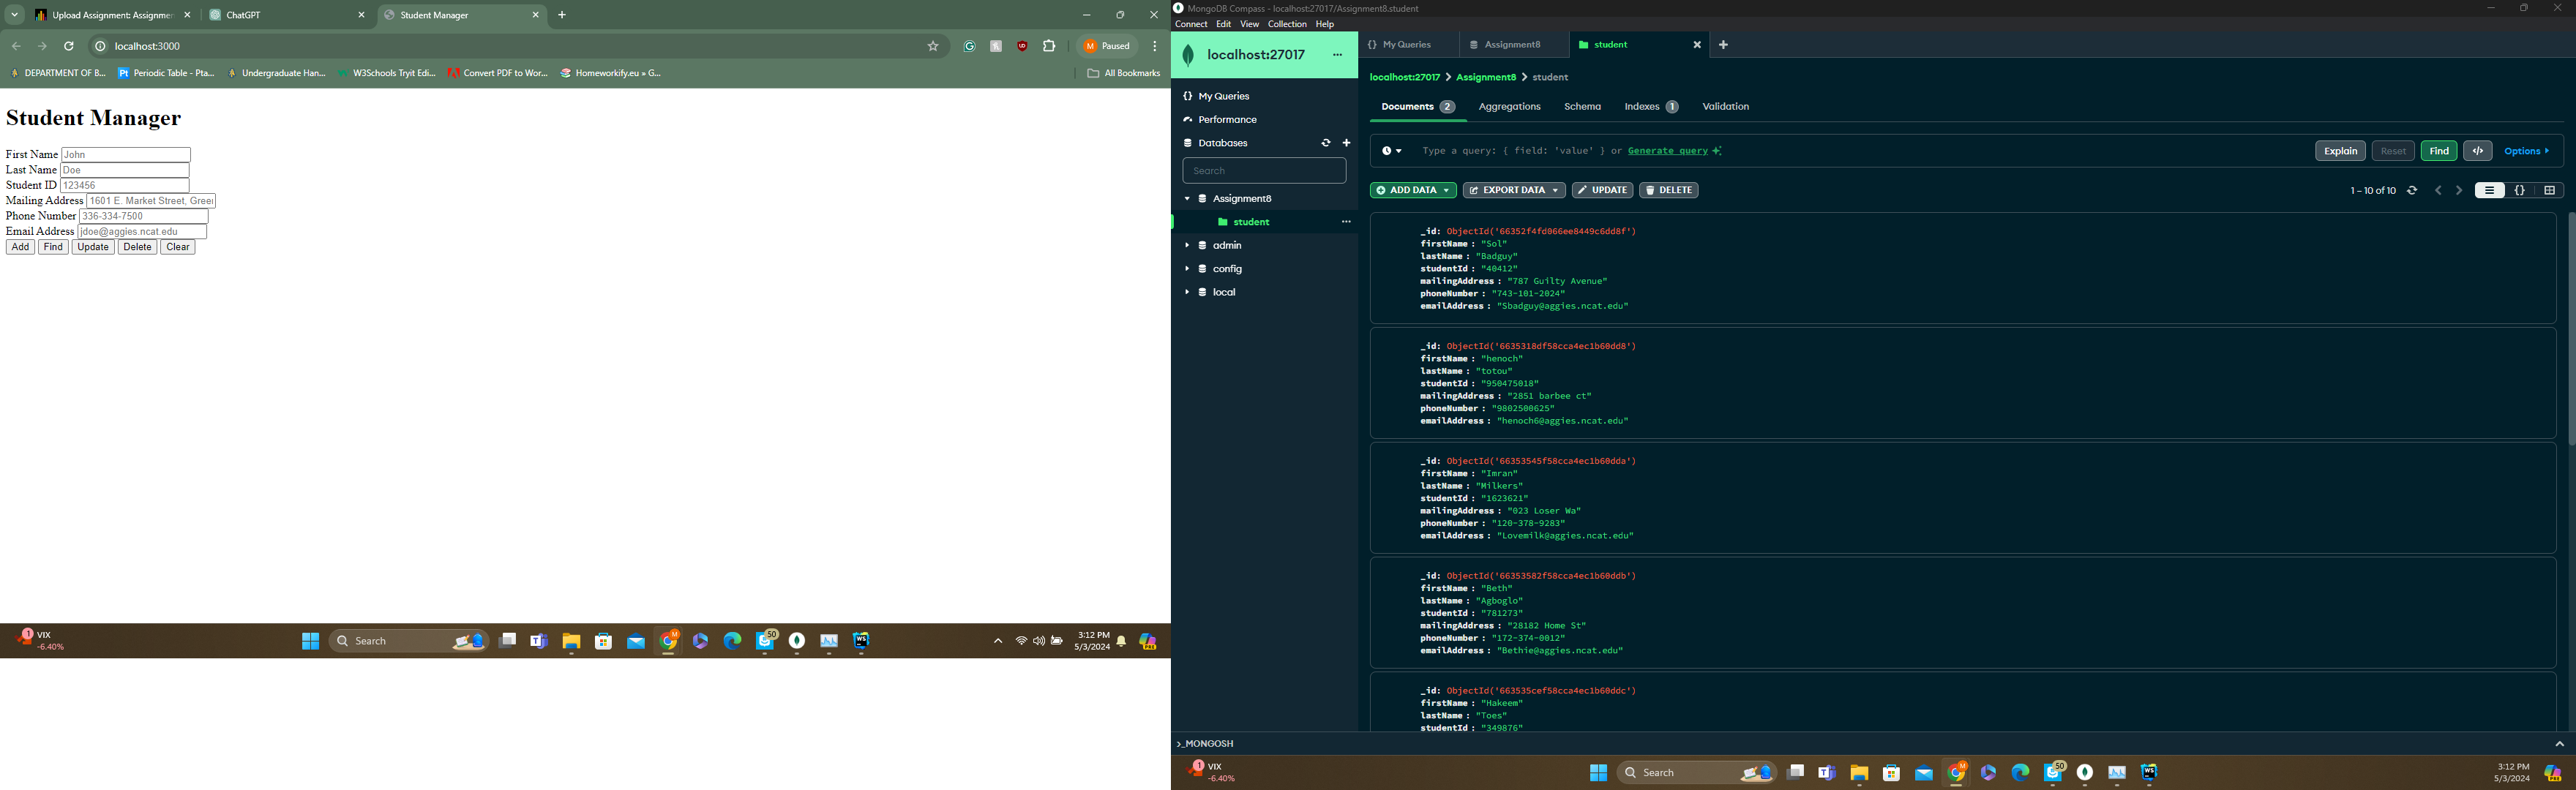 Upload Assignment: Assignmen
ChatGPT
Student Manager
localhost:3000
M Paused
DEPARTMENT OF B...
Pt Periodic Table - Pta...
Undergraduate Han...
W3Schools Tryit Edi...
Convert PDF to Wor...
Homeworkify.eu » G...
All Bookmarks
Student Manager
First Name John
Last Name Doe
Student ID 123456
Mailing Address 1601 E. Market Street, Green
Phone Number 336-334-7500
Email Address jdoe@aggies.ncat.edu
Add Find Update Delete Clear
1 VIX
-6.40%
Search
50
3:12 PM
5/3/2024
MongoDB Compass - localhost:27017/Assignment8.student
Connect Edit View Collection Help
localhost:27017
My Queries
Performance
Databases
Search
Assignment8
student
admin
config
local
{} My Queries
Assignment8
student
localhost:27017 > Assignment8 > student
Documents 2 Aggregations Schema Indexes 1 Validation
Type a query: { field: 'value' } or Generate query
Explain Reset Find </> Options
ADD DATA EXPORT DATA UPDATE DELETE
1 – 10 of 10
_id: ObjectId('66352f4fd066ee8449c6dd8f')
firstName : "Sol"
lastName : "Badguy"
studentId : "40412"
mailingAddress : "787 Guilty Avenue"
phoneNumber : "743-101-2024"
emailAddress : "Sbadguy@aggies.ncat.edu"
_id: ObjectId('6635318df58cca4ec1b60dd8')
firstName : "henoch"
lastName : "totou"
studentId : "950475018"
mailingAddress : "2851 barbee ct"
phoneNumber : "9802500625"
emailAddress : "henoch6@aggies.ncat.edu"
_id: ObjectId('66353545f58cca4ec1b60dda')
firstName : "Imran"
lastName : "Milkers"
studentId : "1623621"
mailingAddress : "023 Loser Wa"
phoneNumber : "120-378-9283"
emailAddress : "Lovemilk@aggies.ncat.edu"
_id: ObjectId('66353582f58cca4ec1b60ddb')
firstName : "Beth"
lastName : "Agboglo"
studentId : "781273"
mailingAddress : "28182 Home St"
phoneNumber : "172-374-0012"
emailAddress : "Bethie@aggies.ncat.edu"
_id: ObjectId('663535cef58cca4ec1b60ddc')
firstName : "Hakeem"
lastName : "Toes"
studentId : "349876"
>_MONGOSH
1 VIX
-6.40%
Search
50
3:12 PM
5/3/2024